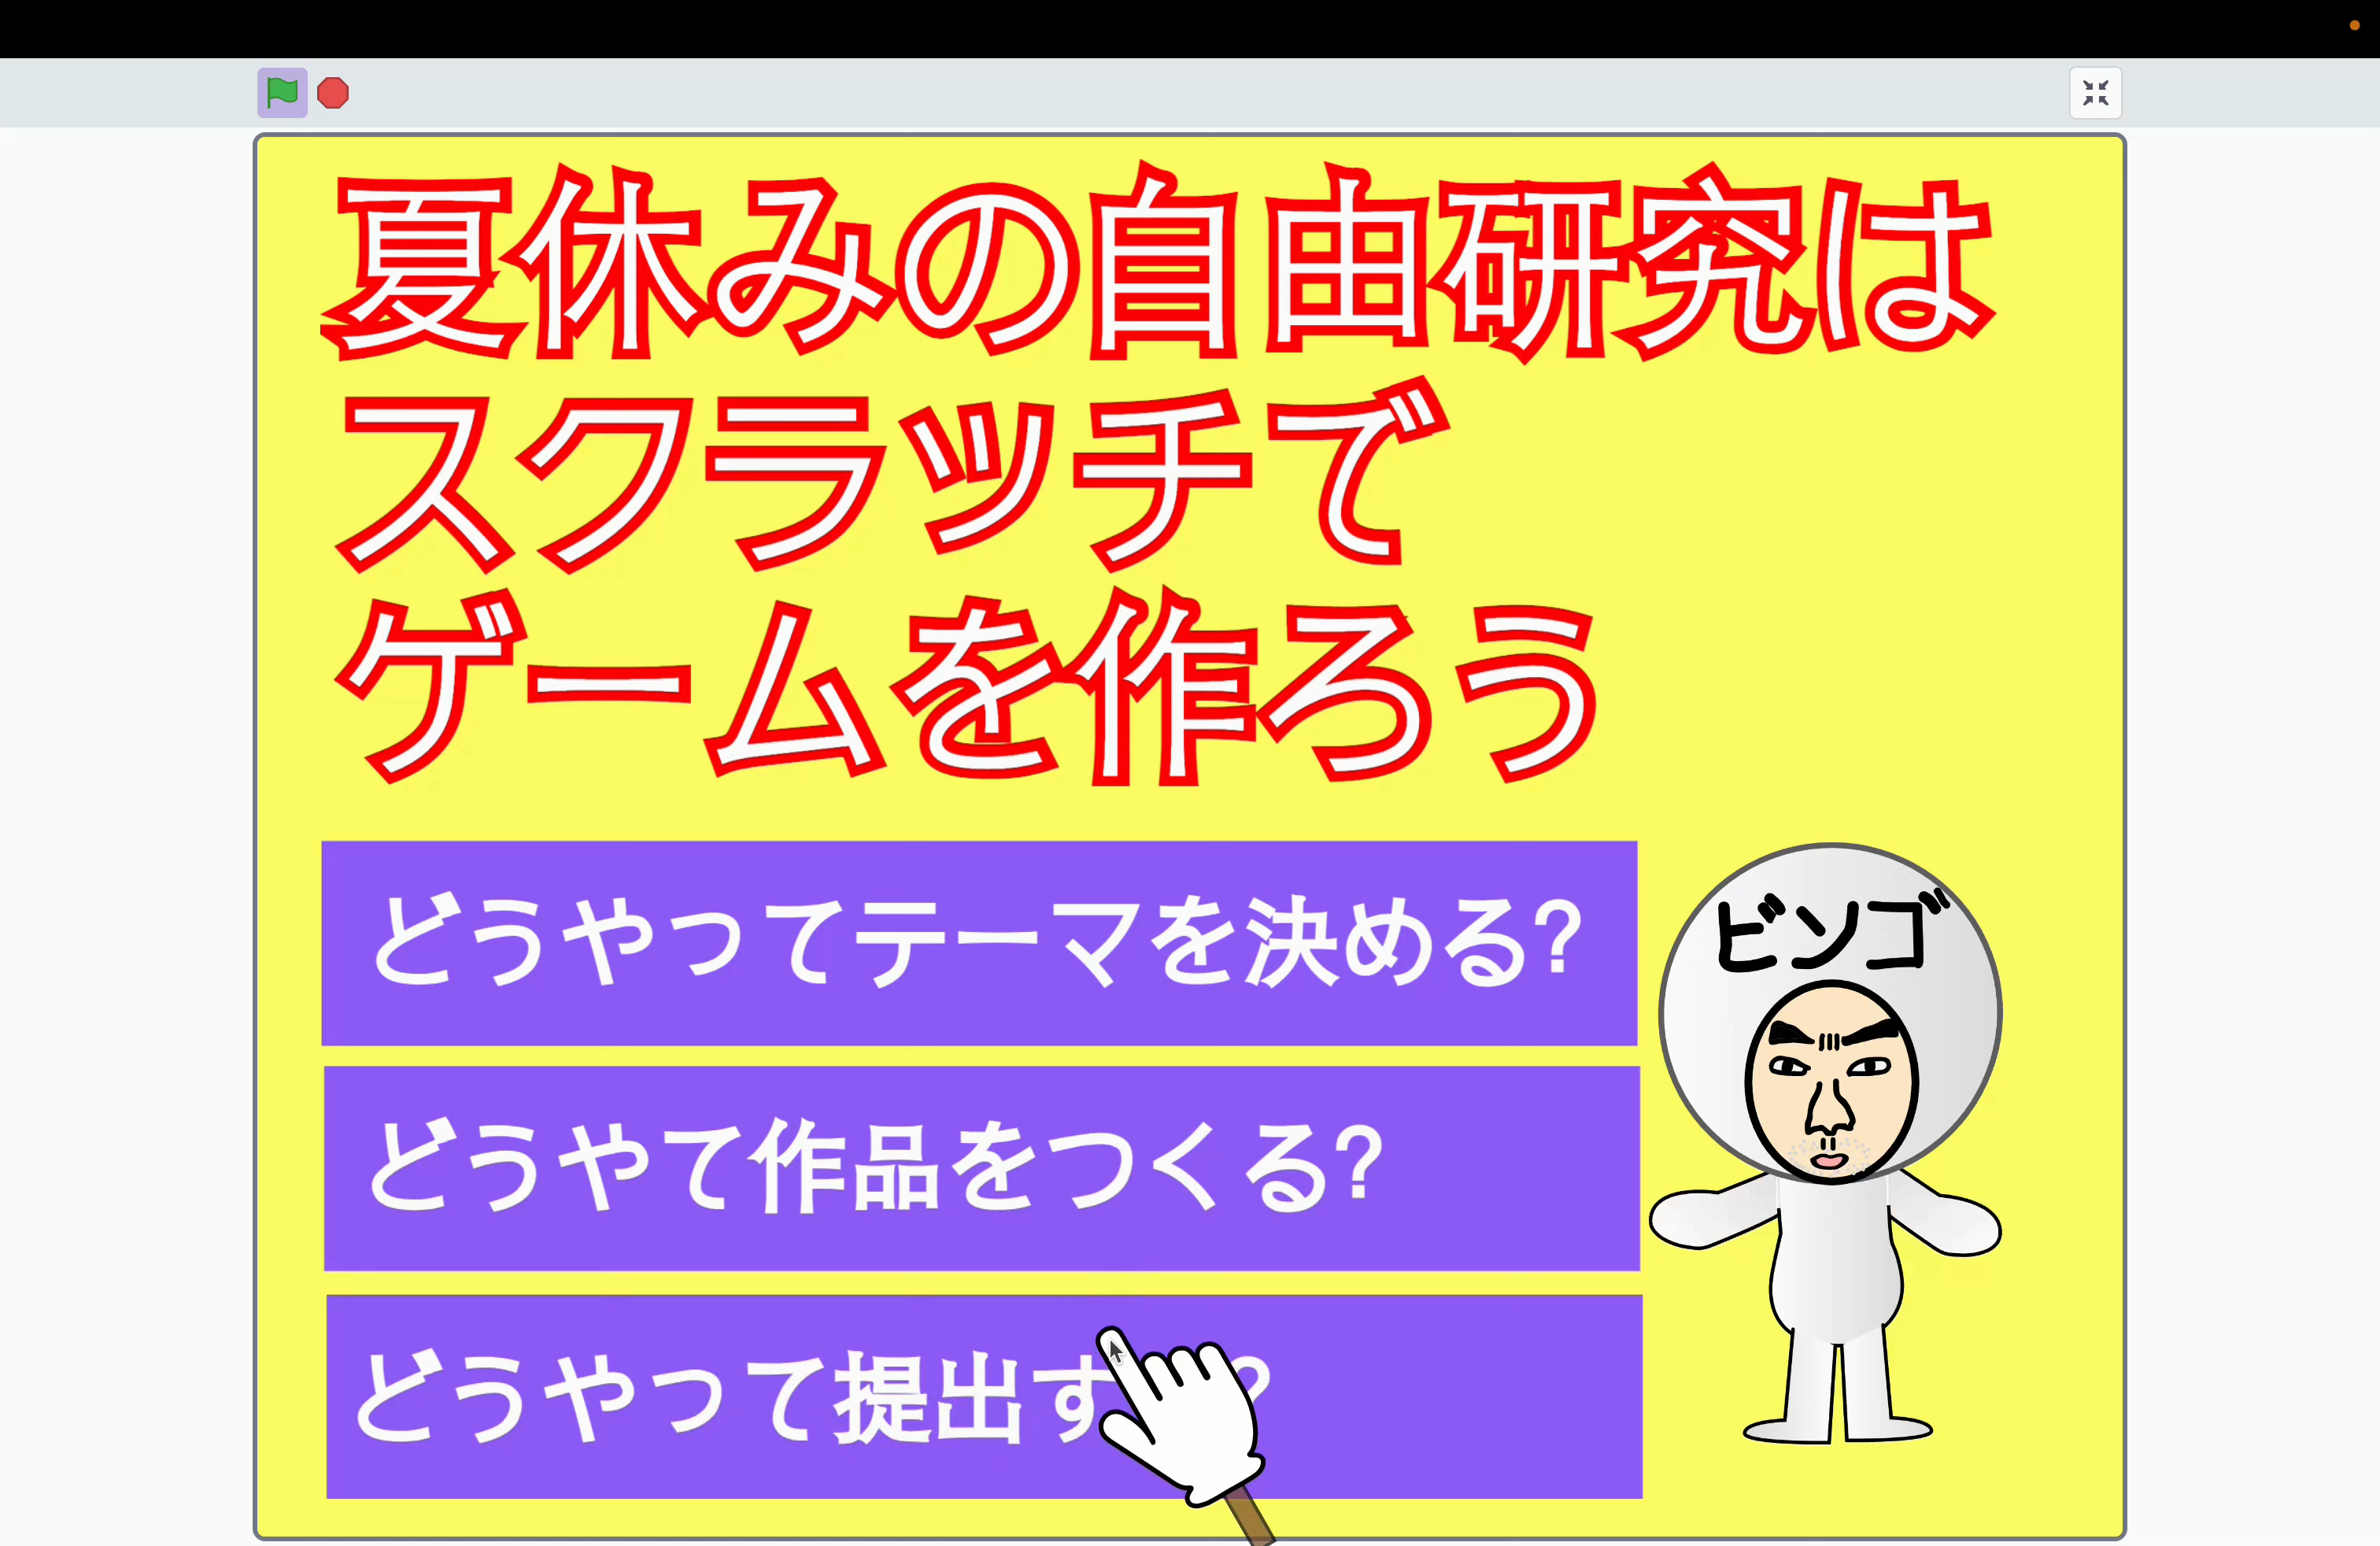 夏休みの自由研究は
スクラッチで
ゲームを作ろう
どうやってテーマを決める?
ビンゴ
どうやて作品をつくる?
どうやって提出す?